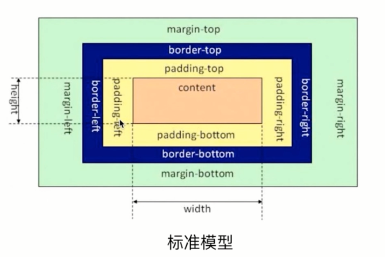 margin-top
border-top
padding-top
content
height
margin-left
border-left
padding-left
padding-right
border-right
margin-right
padding-bottom
border-bottom
margin-bottom
width
标准模型